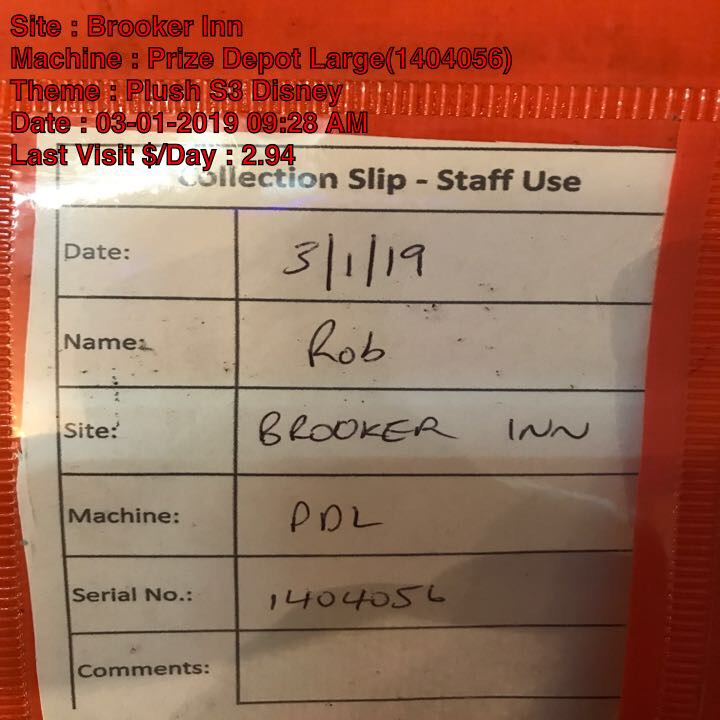 Site : Brooker Inn
Machine : Prize Depot Large(1404056)
Theme : Plush S3 Disney
Date : 03-01-2019 09:28 AM
Last Visit $/Day : 2.94
Collection Slip - Staff Use
Date: 3/1/19
Name: Rob
Site: BROOKER INN
Machine: PDL
Serial No.: 1404056
Comments: